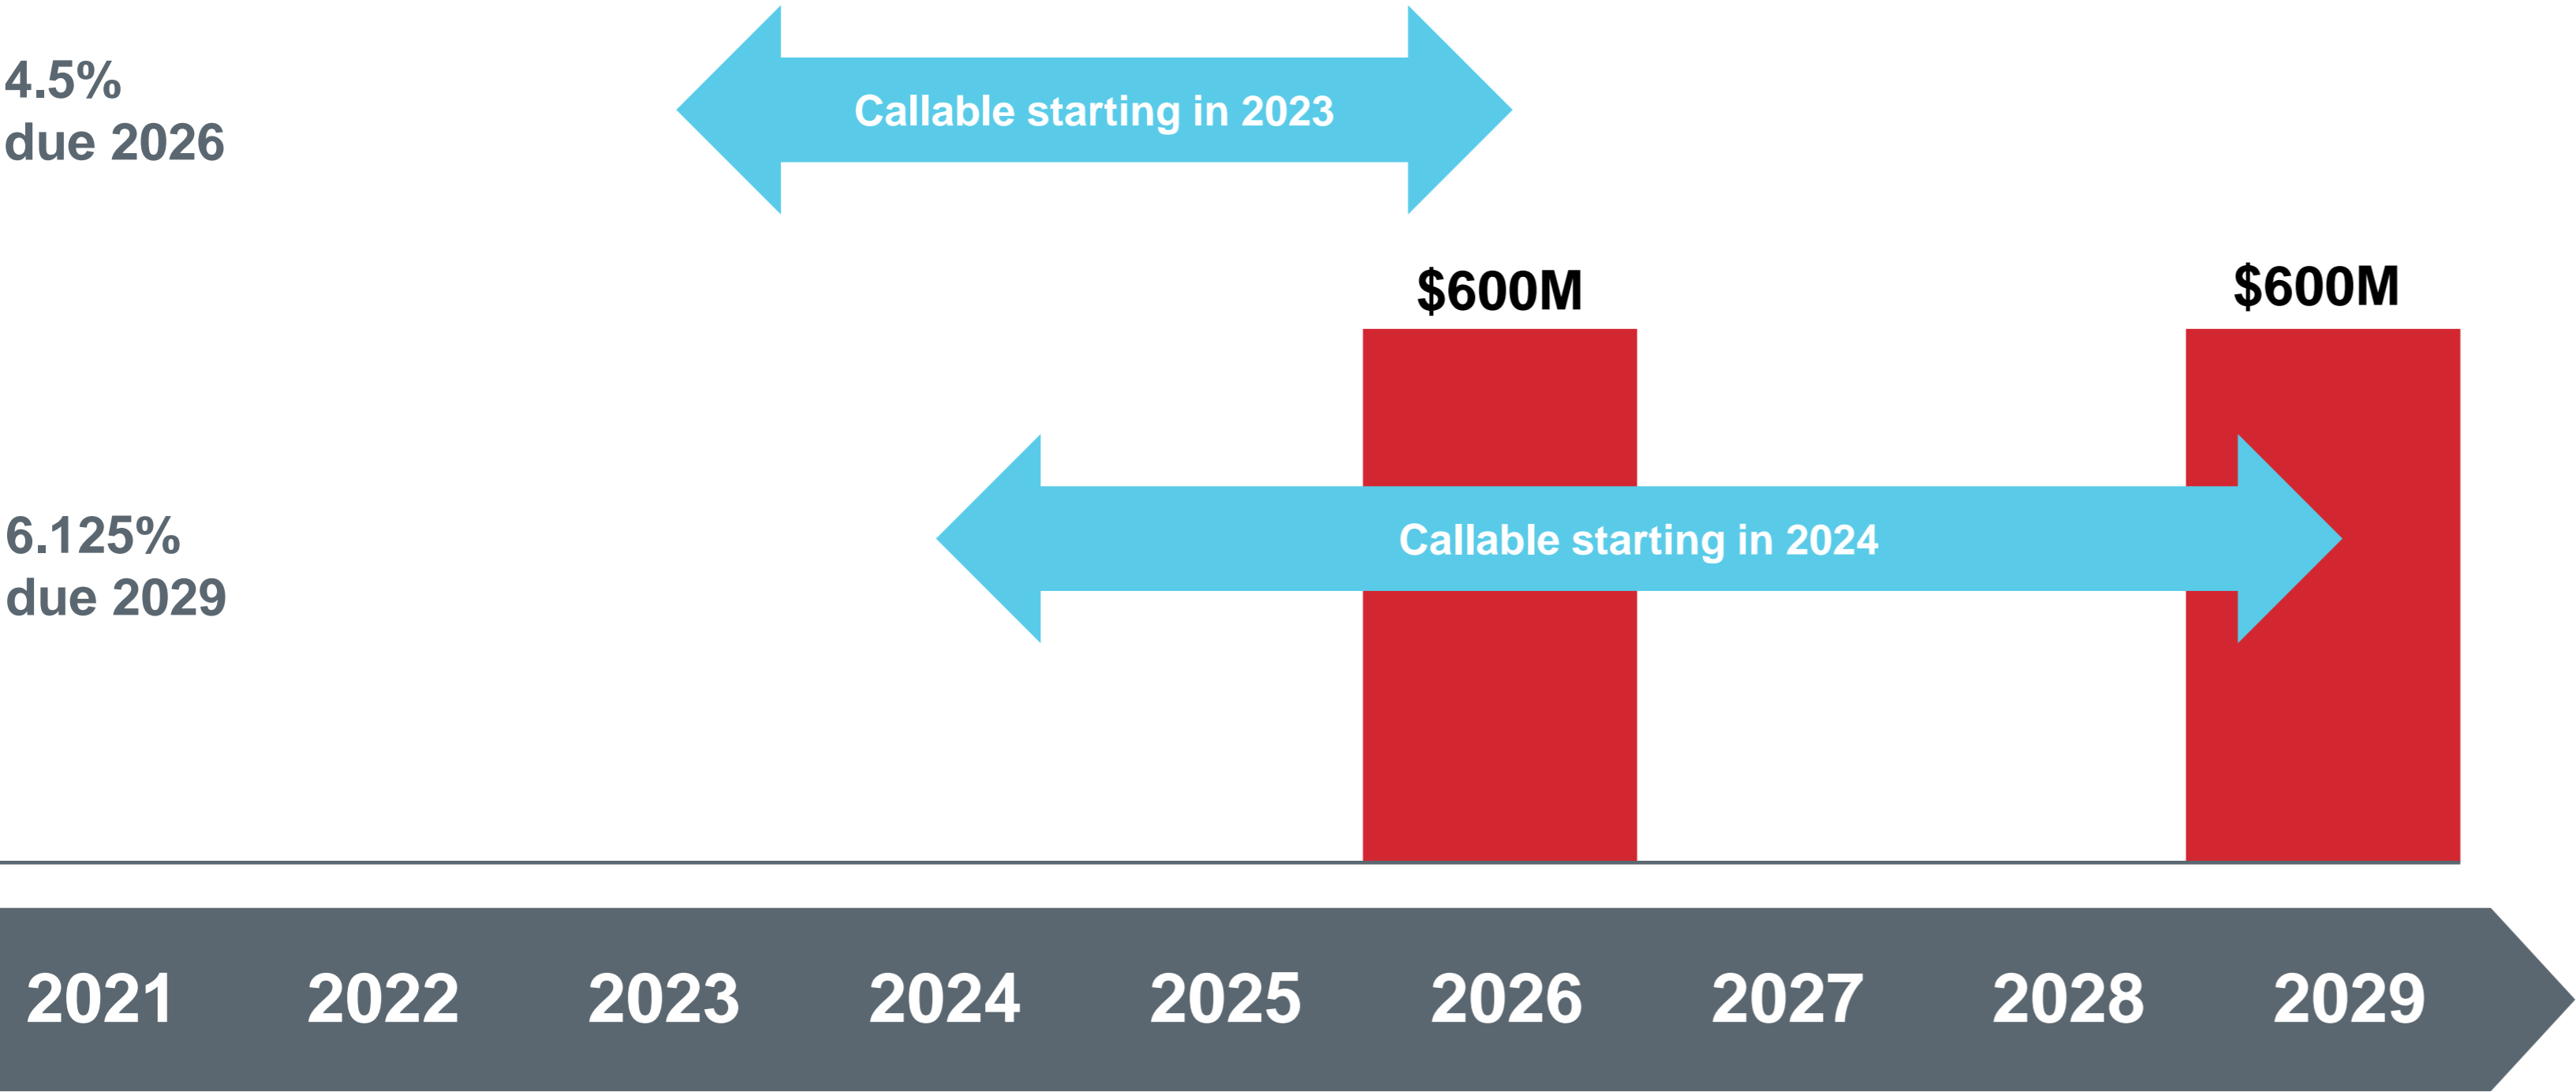 4.5%
due 2026
Callable starting in 2023
$600M
$600M
6.125%
due 2029
Callable starting in 2024
2021 2022 2023 2024 2025 2026 2027 2028 2029